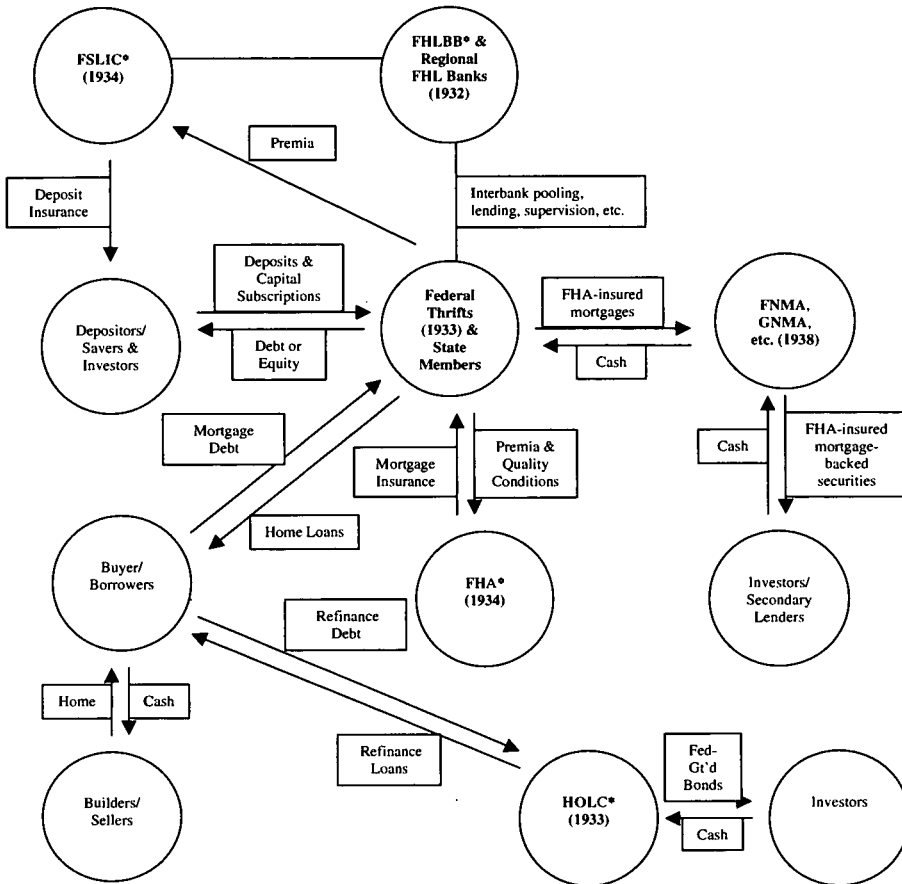 FSLIC*
(1934)
FHLBB* &
Regional
FHL Banks
(1932)
Premia
Deposit
Insurance
Interbank pooling,
lending, supervision, etc.
Deposits &
Capital
Subscriptions
Depositors/
Savers &
Investors
Debt or
Equity
Federal
Thrifts
(1933) &
State
Members
FHA-insured
mortgages
Cash
FNMA,
GNMA,
etc. (1938)
Mortgage
Debt
Home Loans
Mortgage
Insurance
Premia &
Quality
Conditions
Cash
FHA-insured
mortgage-
backed
securities
Buyer/
Borrowers
FHA*
(1934)
Investors/
Secondary
Lenders
Refinance
Debt
Home
Cash
Refinance
Loans
Builders/
Sellers
HOLC*
(1933)
Fed-
Gt'd
Bonds
Cash
Investors